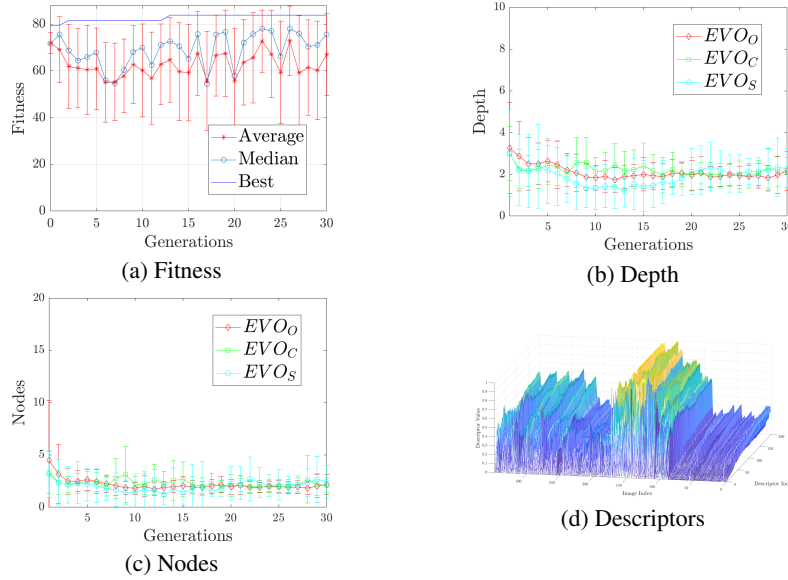 80
60
40
20
0
Fitness
Average
Median
Best
0 5 10 15 20 25 30
Generations
(a) Fitness
10
8
6
4
2
0
Depth
EVO_O
EVO_C
EVO_S
5 10 15 20 25 30
Generations
(b) Depth
20
15
10
5
0
Nodes
EVO_O
EVO_C
EVO_S
5 10 15 20 25 30
Generations
(c) Nodes
Descriptor Value
Image Index
Descriptor Ind
(d) Descriptors